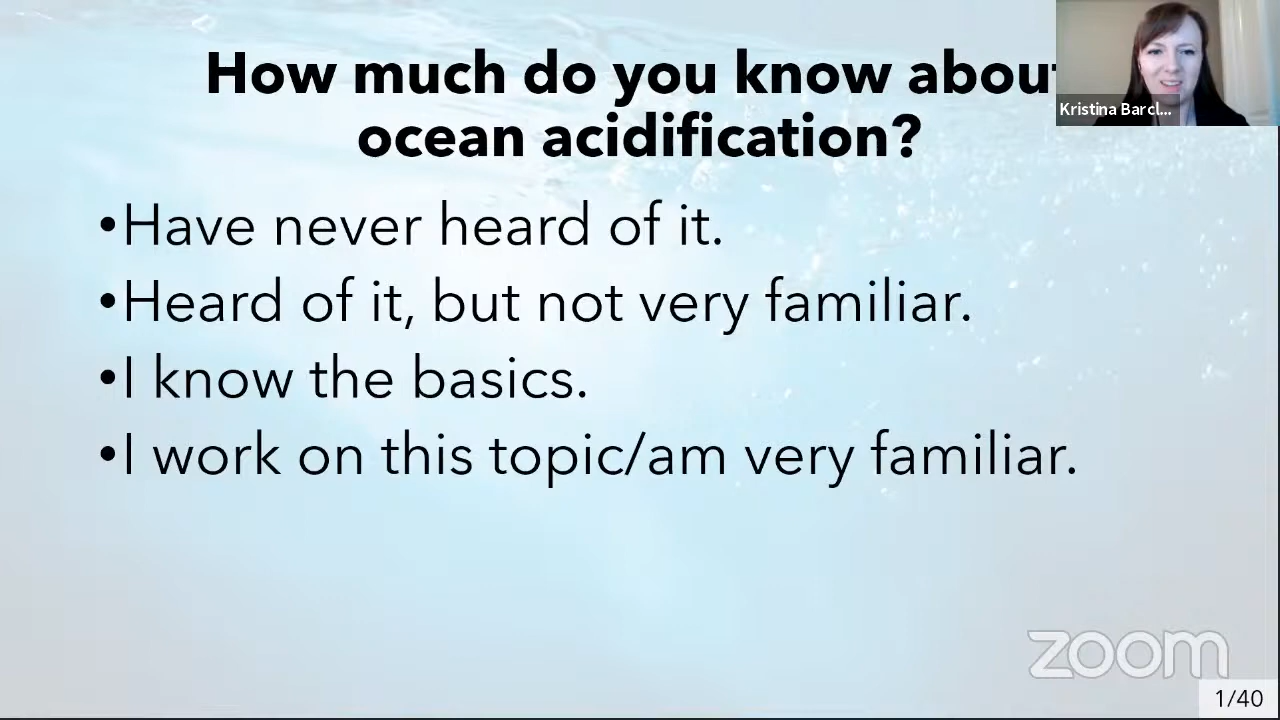 How much do you know about
ocean acidification?
Kristina Barcl...
•Have never heard of it.
•Heard of it, but not very familiar.
•I know the basics.
•I work on this topic/am very familiar.
zoom
1/40